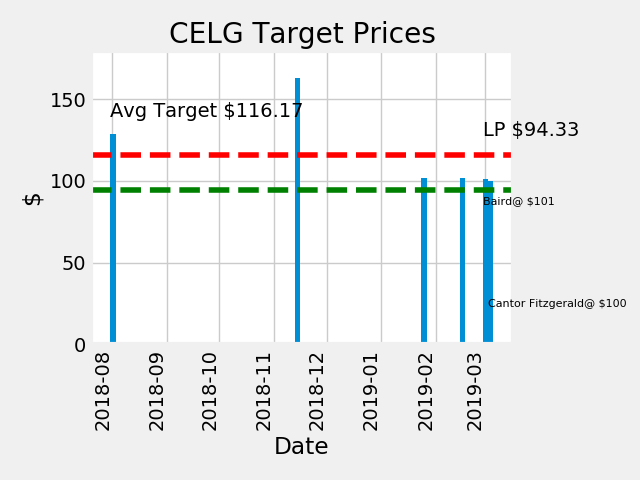 CELG Target Prices
Avg Target $116.17
LP $94.33
Baird@ $101
Cantor Fitzgerald@ $100
$
150
100
50
0
2018-08
2018-09
2018-10
2018-11
2018-12
2019-01
2019-02
2019-03
Date